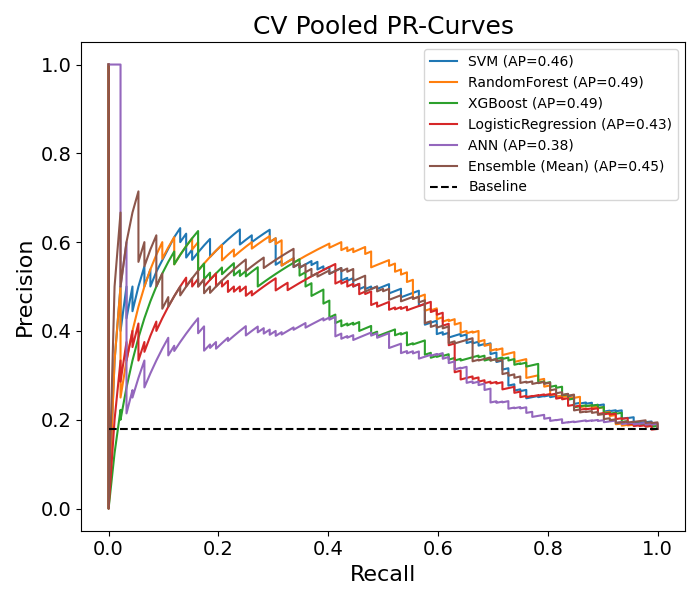 CV Pooled PR-Curves
SVM (AP=0.46)
RandomForest (AP=0.49)
XGBoost (AP=0.49)
LogisticRegression (AP=0.43)
ANN (AP=0.38)
Ensemble (Mean) (AP=0.45)
Baseline
Precision
1.0
0.8
0.6
0.4
0.2
0.0
0.0 0.2 0.4 0.6 0.8 1.0
Recall